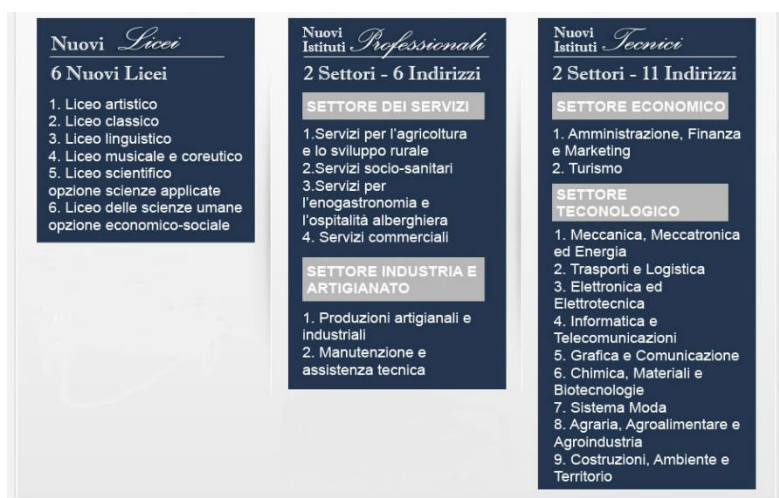 Nuovi Licei
6 Nuovi Licei
1. Liceo artistico
2. Liceo classico
3. Liceo linguistico
4. Liceo musicale e coreutico
5. Liceo scientifico
opzione scienze applicate
6. Liceo delle scienze umane
opzione economico-sociale
Nuovi
Istituti Professionali
2 Settori - 6 Indirizzi
SETTORE DEI SERVIZI
1.Servizi per l'agricoltura
e lo sviluppo rurale
2.Servizi socio-sanitari
3.Servizi per
l'enogastronomia e
l'ospitalità alberghiera
4. Servizi commerciali
SETTORE INDUSTRIA E
ARTIGIANATO
1. Produzioni artigianali e
industriali
2. Manutenzione e
assistenza tecnica
Nuovi
Istituti Tecnici
2 Settori - 11 Indirizzi
SETTORE ECONOMICO
1. Amministrazione, Finanza
e Marketing
2. Turismo
SETTORE
TECONOLOGICO
1. Meccanica, Meccatronica
ed Energia
2. Trasporti e Logistica
3. Elettronica ed
Elettrotecnica
4. Informatica e
Telecomunicazioni
5. Grafica e Comunicazione
6. Chimica, Materiali e
Biotecnologie
7. Sistema Moda
8. Agraria, Agroalimentare e
Agroindustria
9. Costruzioni, Ambiente e
Territorio